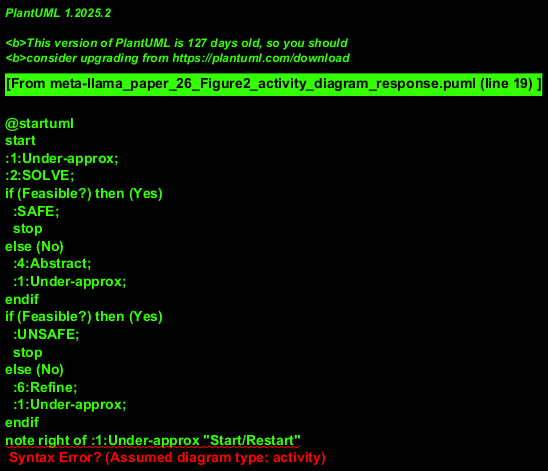 PlantUML 1.2025.2
<b>This version of PlantUML is 127 days old, so you should
<b>consider upgrading from https://plantuml.com/download
[From meta-llama_paper_26_Figure2_activity_diagram_response.puml (line 19) ]
@startuml
start
:1:Under-approx;
:2:SOLVE;
if (Feasible?) then (Yes)
:SAFE;
stop
else (No)
:4:Abstract;
:1:Under-approx;
endif
if (Feasible?) then (Yes)
:UNSAFE;
stop
else (No)
:6:Refine;
:1:Under-approx;
endif
note right of :1:Under-approx "Start/Restart"
Syntax Error? (Assumed diagram type: activity)